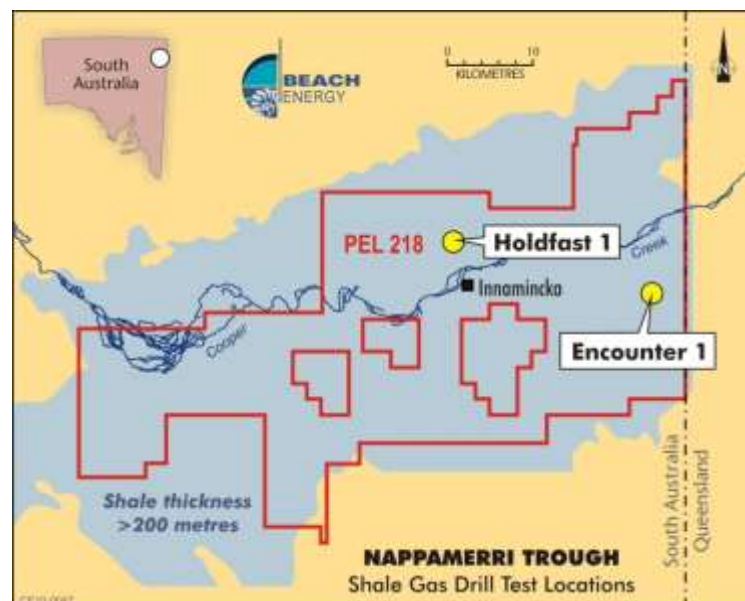 South
Australia
BEACH
ENERGY
0 10
KILOMETRES
N
PEL 218
Holdfast 1
Creek
Innamincka
Cooper
Encounter 1
Shale thickness
>200 metres
South Australia
Queensland
NAPPAMERRI TROUGH
Shale Gas Drill Test Locations